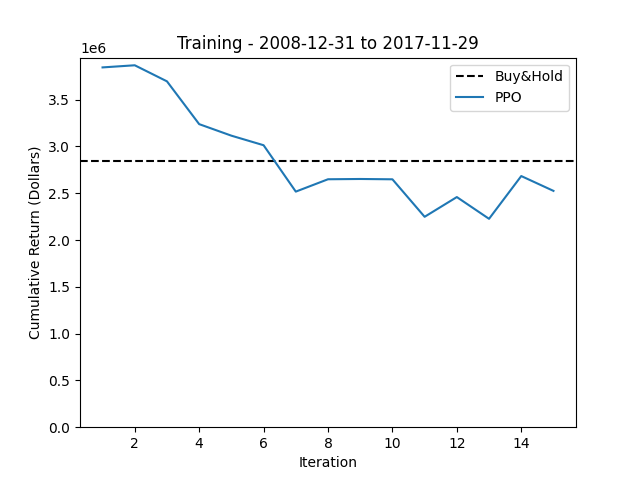 Training - 2008-12-31 to 2017-11-29
1e6
Buy&Hold
PPO
3.5
3.0
2.5
2.0
1.5
1.0
0.5
0.0
Cumulative Return (Dollars)
2 4 6 8 10 12 14
Iteration